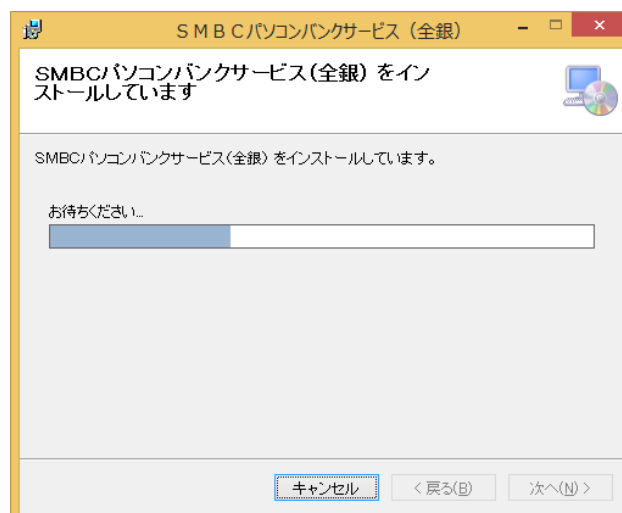 ＳＭＢＣパソコンバンクサービス（全銀）
SMBCパソコンバンクサービス(全銀) をイン
ストールしています
SMBCパソコンバンクサービス(全銀) をインストールしています。
お待ちください...
キャンセル
< 戻る(B)
次へ(N) >